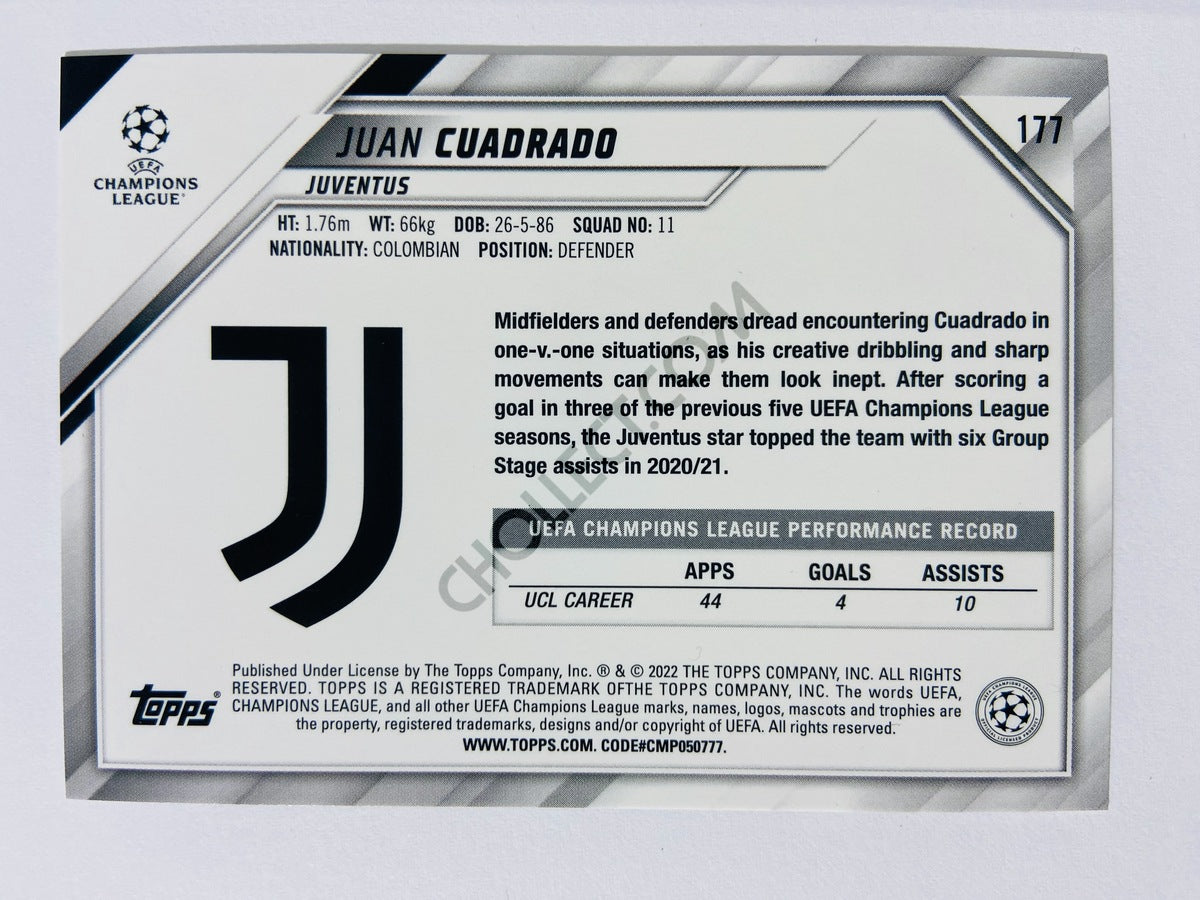 177
UEFA
CHAMPIONS
LEAGUE
JUAN CUADRADO
JUVENTUS
HT: 1.76m WT: 66kg DOB: 26-5-86 SQUAD NO: 11
NATIONALITY: COLOMBIAN POSITION: DEFENDER
Midfielders and defenders dread encountering Cuadrado in
one-v.-one situations, as his creative dribbling and sharp
movements can make them look inept. After scoring a
goal in three of the previous five UEFA Champions League
seasons, the Juventus star topped the team with six Group
Stage assists in 2020/21.
CHOLLECT.COM
UEFA CHAMPIONS LEAGUE PERFORMANCE RECORD
APPS GOALS ASSISTS
UCL CAREER 44 4 10
Published Under License by The Topps Company, Inc. ® & © 2022 THE TOPPS COMPANY, INC. ALL RIGHTS
RESERVED. TOPPS IS A REGISTERED TRADEMARK OFTHE TOPPS COMPANY, INC. The words UEFA,
CHAMPIONS LEAGUE, and all other UEFA Champions League marks, names, logos, mascots and trophies are
the property, registered trademarks, designs and/or copyright of UEFA. All rights reserved.
WWW.TOPPS.COM. CODE#CMP050777.
Topps®
UEFA CHAMPIONS LEAGUE
OFFICIAL LICENSED PRODUCT